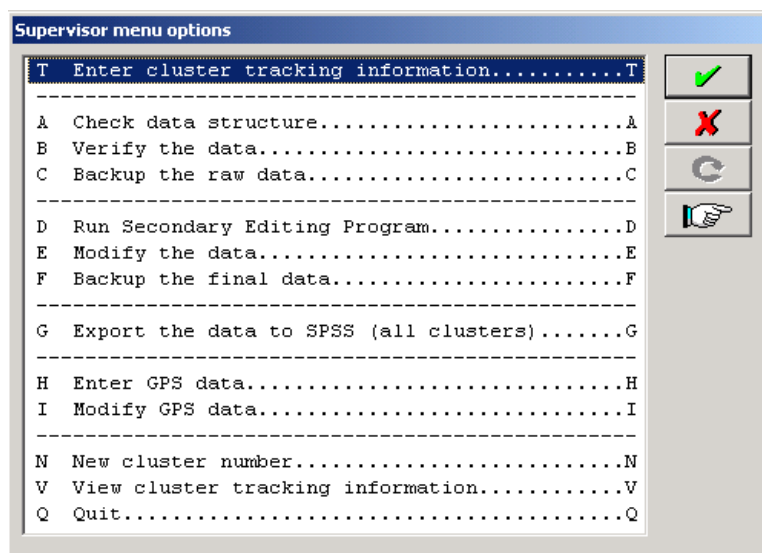 Supervisor menu options
T Enter cluster tracking information...........T
-------------------------------------------------
A Check data structure.........................A
B Verify the data..............................B
C Backup the raw data..........................C
-------------------------------------------------
D Run Secondary Editing Program................D
E Modify the data..............................E
F Backup the final data........................F
-------------------------------------------------
G Export the data to SPSS (all clusters).......G
-------------------------------------------------
H Enter GPS data...............................H
I Modify GPS data..............................I
-------------------------------------------------
N New cluster number...........................N
V View cluster tracking information............V
Q Quit.........................................Q